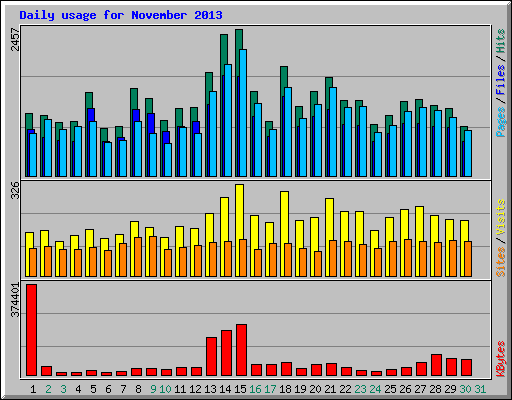 Daily usage for November 2013
2457
Pages / Files / Hits
326
Sites / Visits
374401
KBytes
1 2 3 4 5 6 7 8 9 10 11 12 13 14 15 16 17 18 19 20 21 22 23 24 25 26 27 28 29 30 31